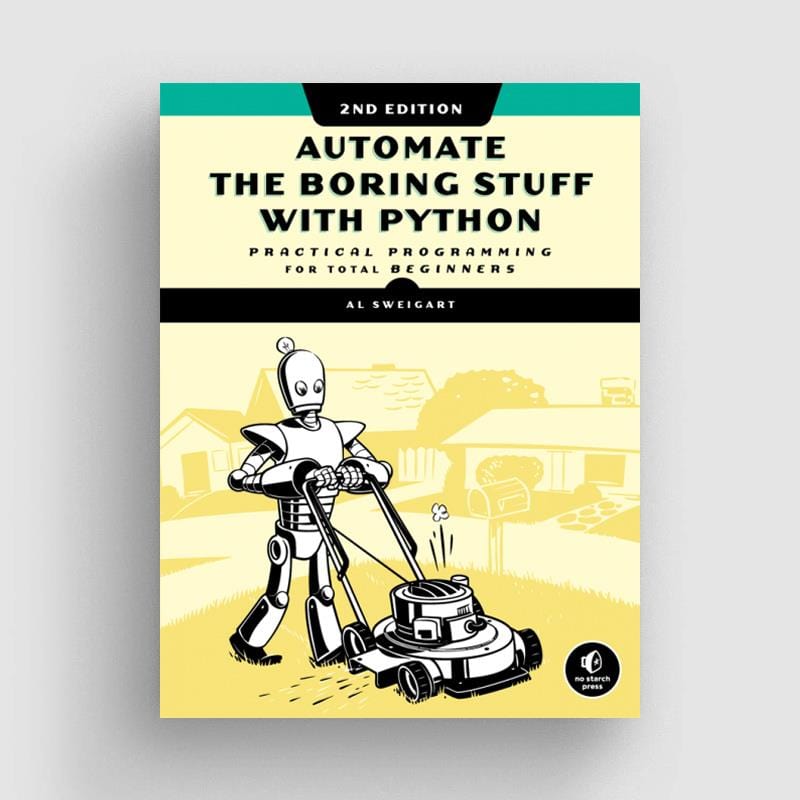 2ND EDITION
AUTOMATE
THE BORING STUFF
WITH PYTHON
PRACTICAL PROGRAMMING
FOR TOTAL BEGINNERS
AL SWEIGART
no starch
press